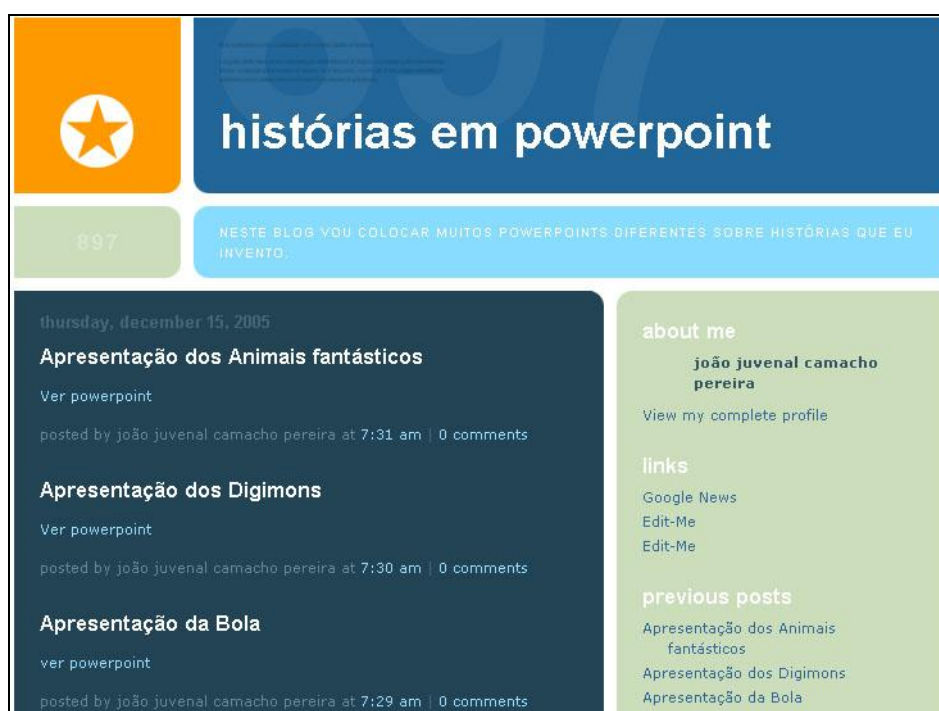 897
histórias em powerpoint
897
NESTE BLOG VOU COLOCAR MUITOS POWERPOINTS DIFERENTES SOBRE HISTÓRIAS QUE EU
INVENTO.
thursday, december 15, 2005
Apresentação dos Animais fantásticos
Ver powerpoint
posted by joão juvenal camacho pereira at 7:31 am | 0 comments
Apresentação dos Digimons
Ver powerpoint
posted by joão juvenal camacho pereira at 7:30 am | 0 comments
Apresentação da Bola
ver powerpoint
posted by joão juvenal camacho pereira at 7:29 am | 0 comments
about me
joão juvenal camacho
pereira
View my complete profile
links
Google News
Edit-Me
Edit-Me
previous posts
Apresentação dos Animais
fantásticos
Apresentação dos Digimons
Apresentação da Bola